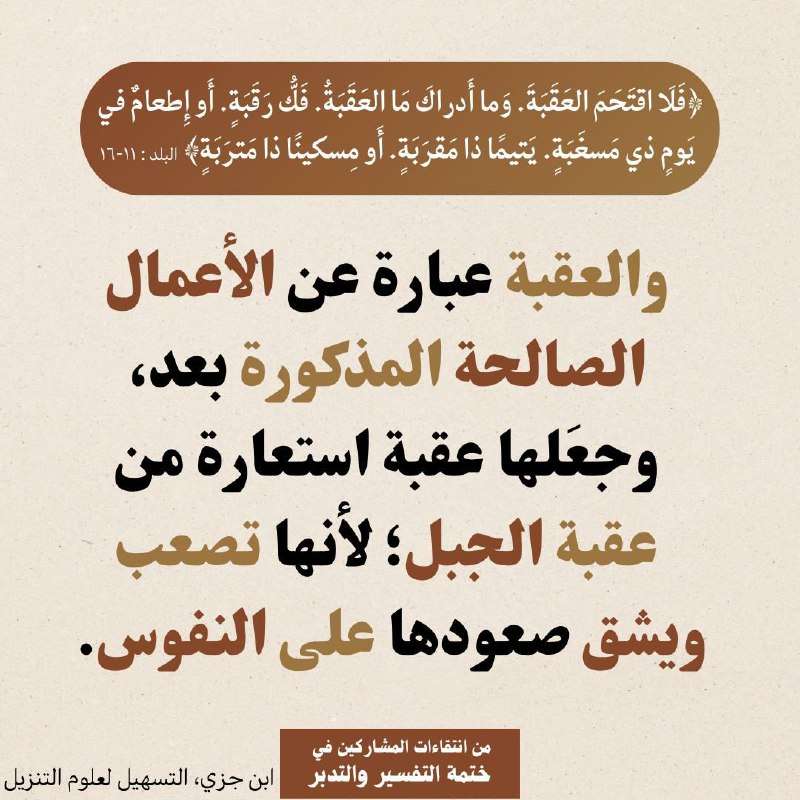 ﴿فَلَا اقتَحَمَ العَقَبَةَ. وَما أَدراكَ مَا العَقَبَةُ. فَكُّ رَقَبَةٍ. أَو إِطعامٌ في
يَومٍ ذي مَسغَبَةٍ. يَتيمًا ذا مَقرَبَةٍ. أَو مِسكينًا ذا مَترَبَةٍ﴾ البلد: ١١-١٦
والعقبة عبارة عن الأعمال
الصالحة المذكورة بعد،
وجعَلها عقبة استعارة من
عقبة الجبل؛ لأنها تصعب
ويشق صعودها على النفوس.
من انتقاءات المشاركين في
ختمة التفسير والتدبر
ابن جزي، التسهيل لعلوم التنزيل